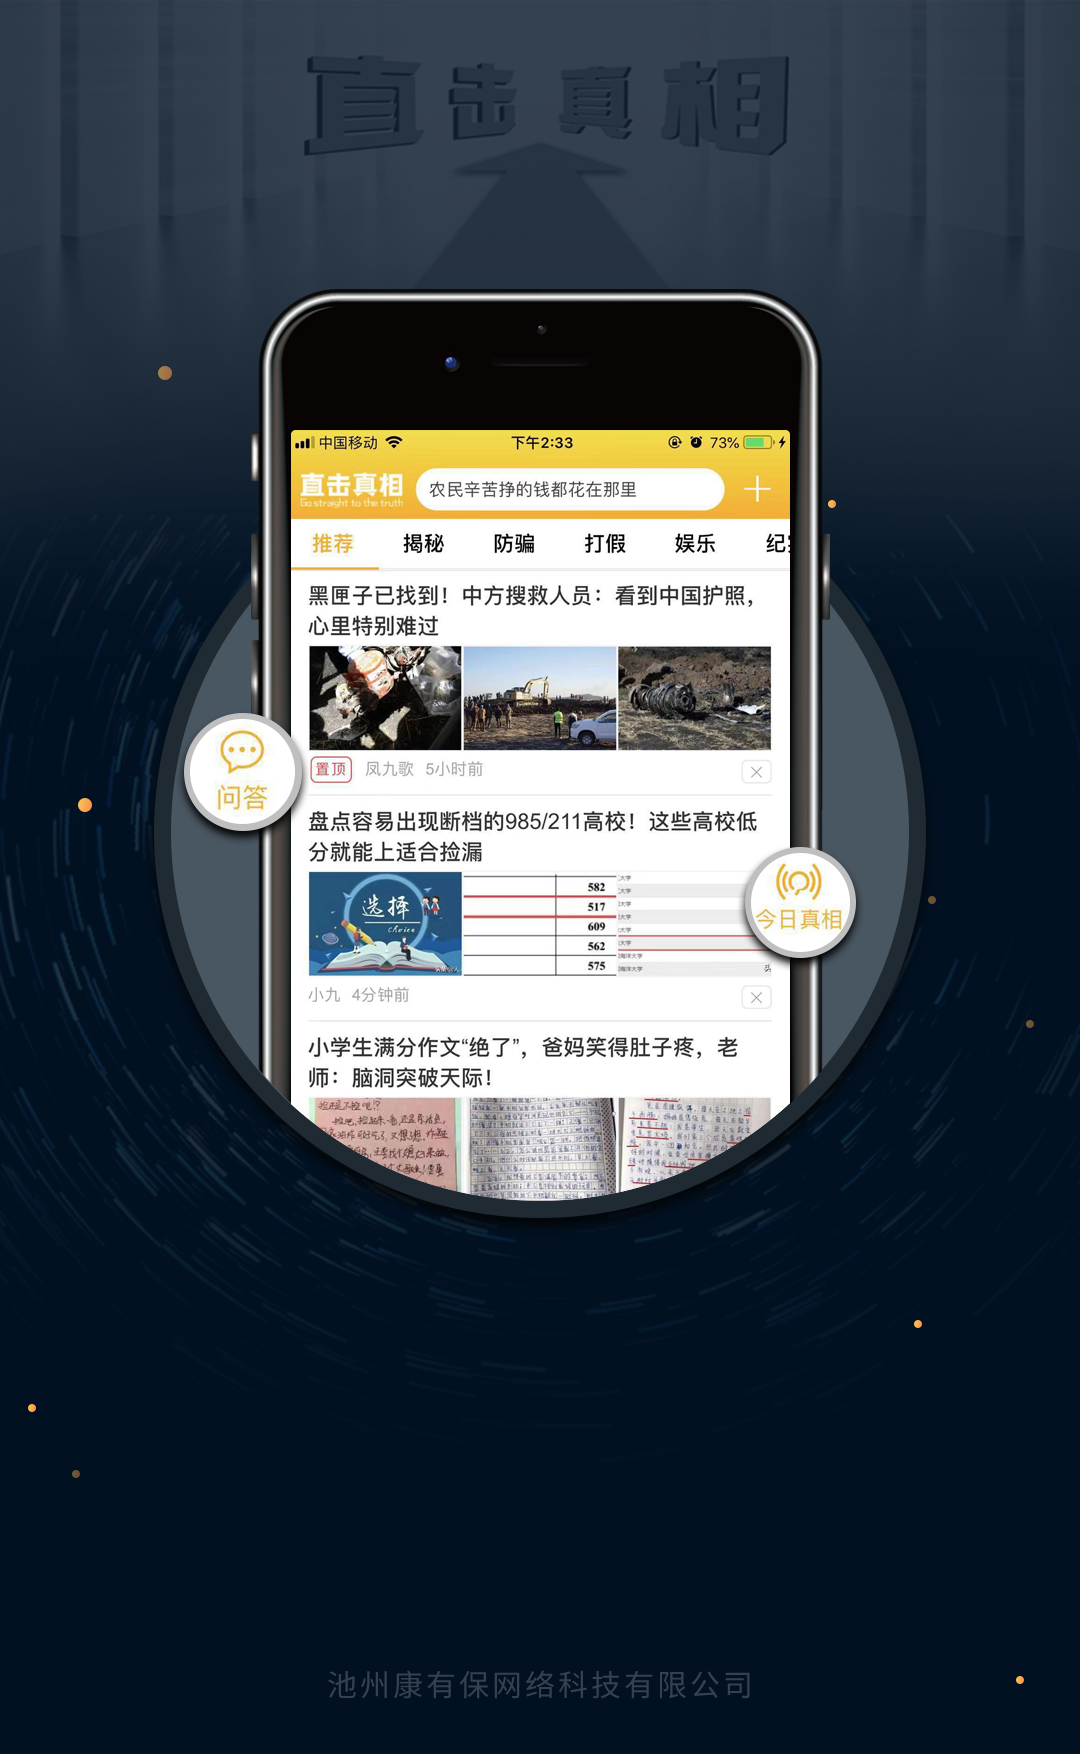 直击真相
中国移动 下午2:33 73%
直击真相
Go straight to the truth
农民辛苦挣的钱都花在那里
推荐 揭秘 防骗 打假 娱乐
黑匣子已找到！中方搜救人员：看到中国护照，
心里特别难过
置顶 凤九歌 5小时前
问答
盘点容易出现断档的985/211高校！这些高校低
分就能上适合捡漏
选择
Choice
582
517
609
562
575
今日真相
小九 4分钟前
小学生满分作文“绝了”，爸妈笑得肚子疼，老
师：脑洞突破天际！
池州康有保网络科技有限公司